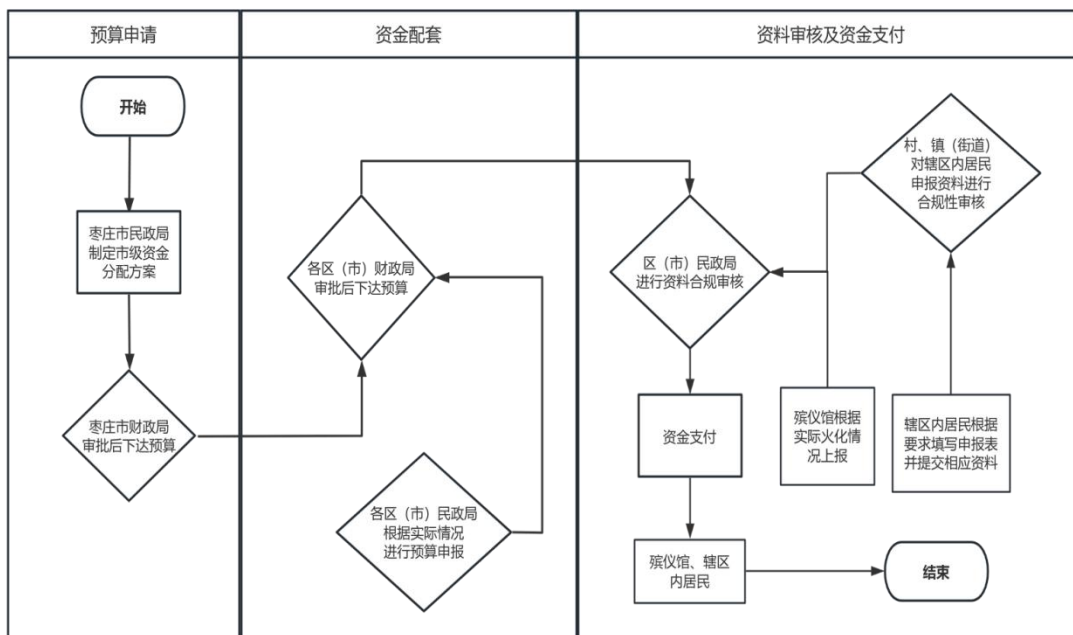 预算申请
资金配套
资料审核及资金支付
开始
枣庄市民政局
制定市级资金
分配方案
枣庄市财政局
审批后下达预算
各区（市）财政局
审批后下达预算
各区（市）民政局
根据实际情况
进行预算申报
村、镇（街道）
对辖区内居民
申报资料进行
合规性审核
区（市）民政局
进行资料合规审核
资金支付
殡仪馆根据
实际火化情
况上报
辖区内居民根据
要求填写申报表
并提交相应资料
殡仪馆、辖区
内居民
结束